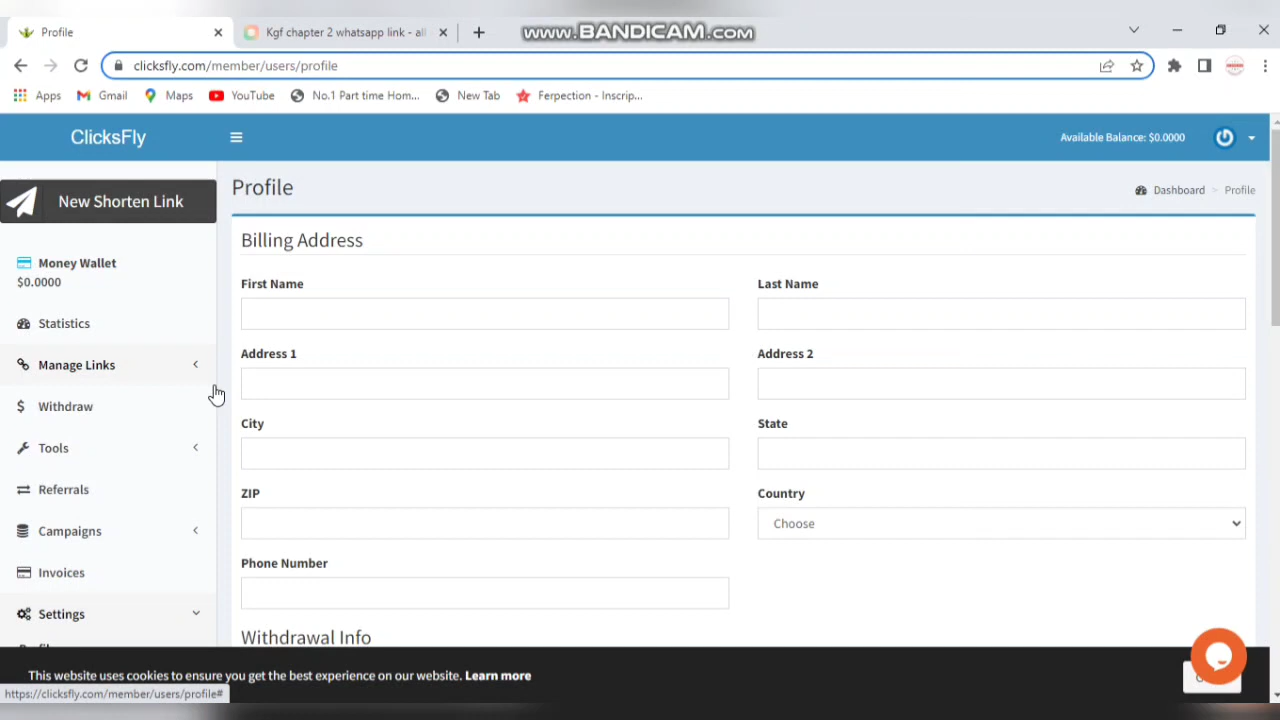 Profile
Kgf chapter 2 whatsapp link - all
www.BANDICAM.com
clicksfly.com/member/users/profile
Apps
Gmail
Maps
YouTube
No.1 Part time Hom...
New Tab
Ferpection - Inscrip...
ClicksFly
Available Balance: $0.0000
New Shorten Link
Profile
Dashboard > Profile
Money Wallet
$0.0000
Statistics
Manage Links
Withdraw
Tools
Referrals
Campaigns
Invoices
Settings
Billing Address
First Name
Last Name
Address 1
Address 2
City
State
ZIP
Country
Choose
Phone Number
Withdrawal Info
This website uses cookies to ensure you get the best experience on our website. Learn more
https://clicksfly.com/member/users/profile#